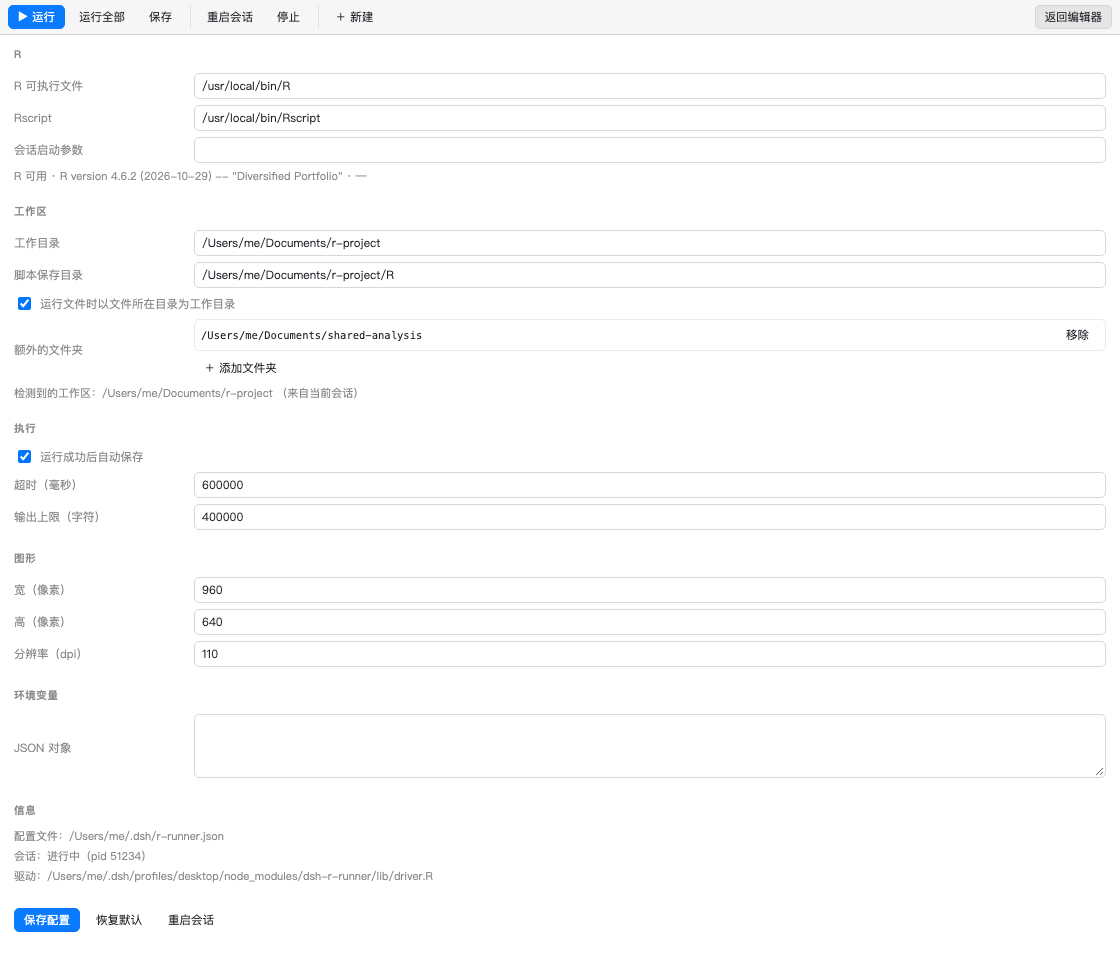 ▶ 运行 运行全部 保存 重启会话 停止 + 新建 返回编辑器
R
R 可执行文件 /usr/local/bin/R
Rscript /usr/local/bin/Rscript
会话启动参数
R 可用 · R version 4.6.2 (2026-10-29) -- "Diversified Portfolio" · —
工作区
工作目录 /Users/me/Documents/r-project
脚本保存目录 /Users/me/Documents/r-project/R
运行文件时以文件所在目录为工作目录
额外的文件夹 /Users/me/Documents/shared-analysis 移除
+ 添加文件夹
检测到的工作区：/Users/me/Documents/r-project （来自当前会话）
执行
运行成功后自动保存
超时（毫秒） 600000
输出上限（字符） 400000
图形
宽（像素） 960
高（像素） 640
分辨率（dpi） 110
环境变量
JSON 对象
信息
配置文件：/Users/me/.dsh/r-runner.json
会话：进行中（pid 51234）
驱动：/Users/me/.dsh/profiles/desktop/node_modules/dsh-r-runner/lib/driver.R
保存配置 恢复默认 重启会话